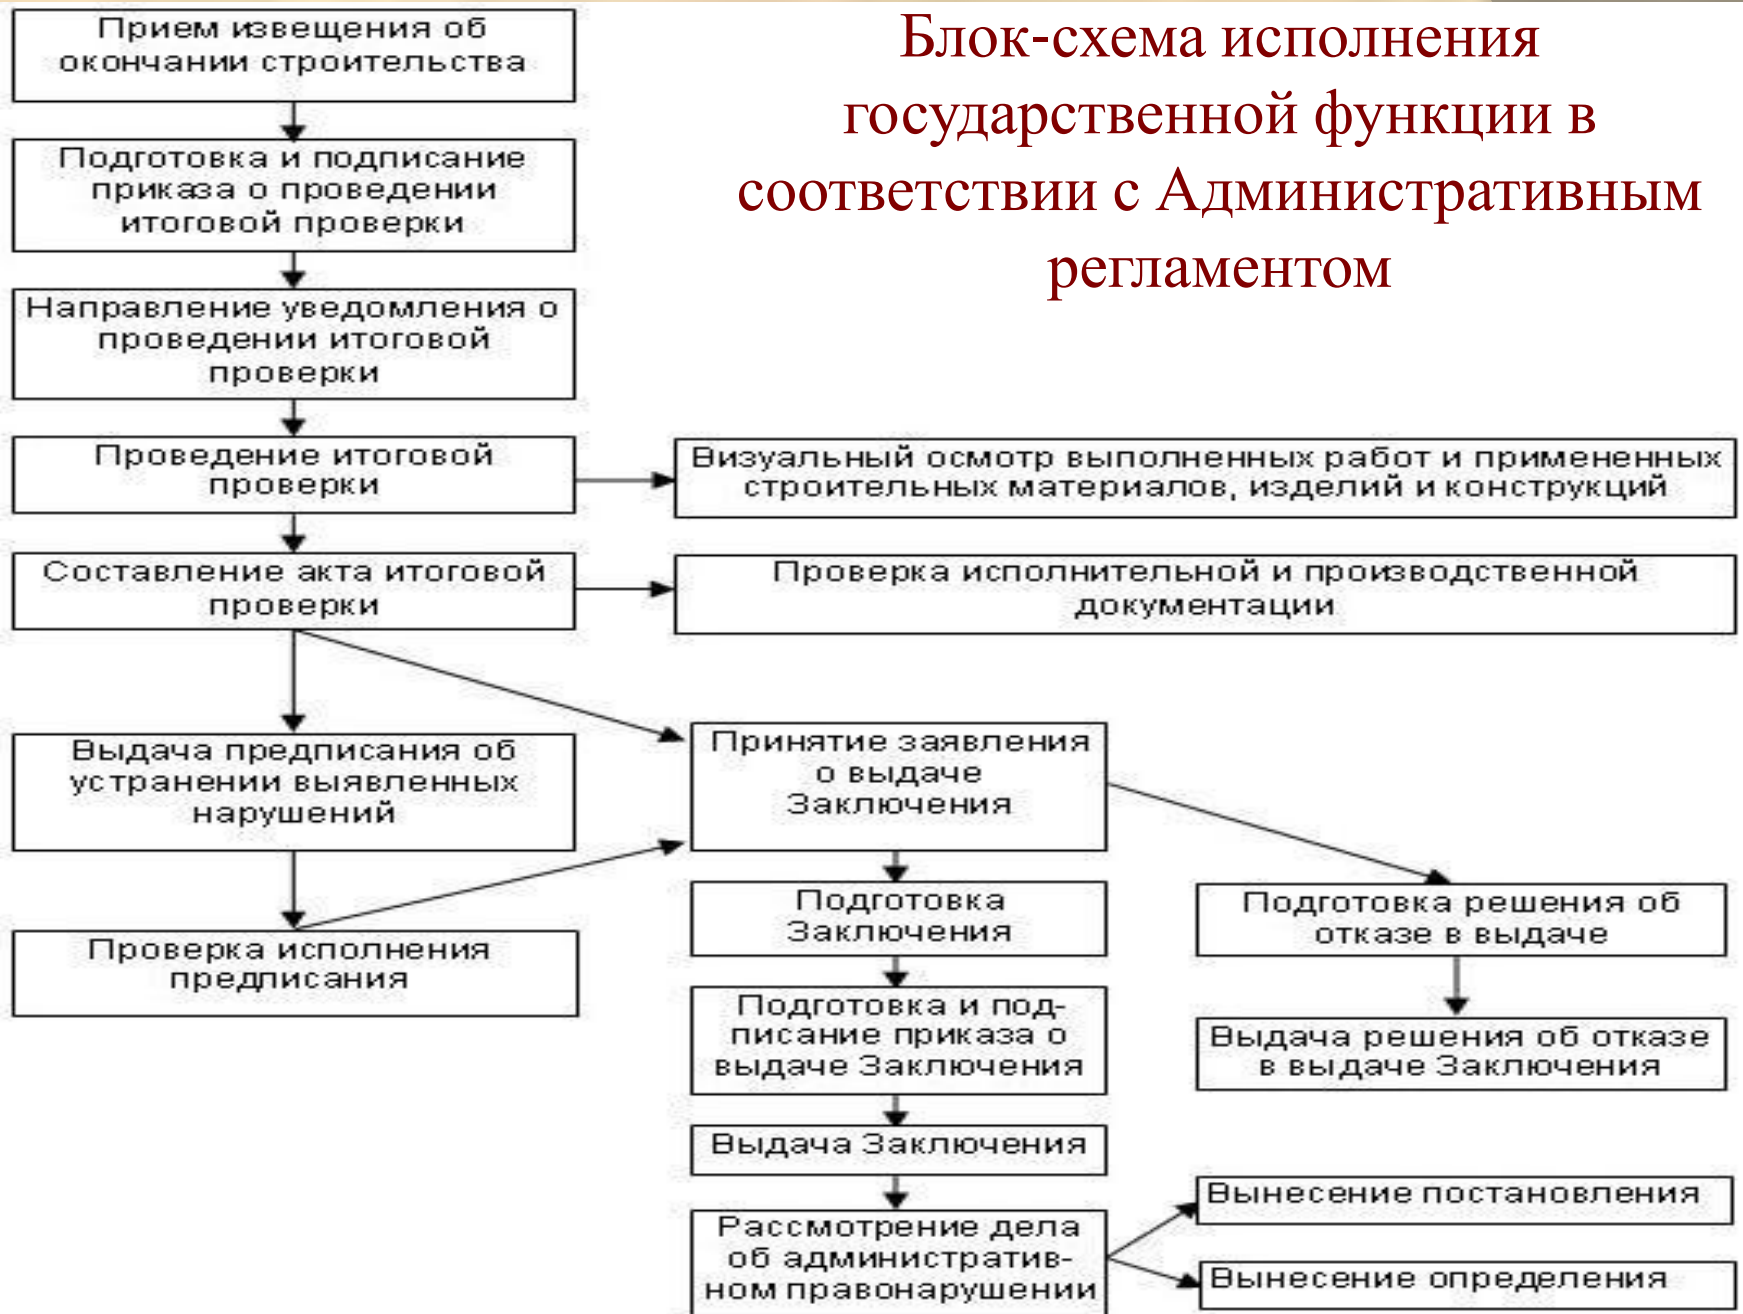 Блок-схема исполнения
государственной функции в
соответствии с Административным
регламентом
Прием извещения об
окончании строительства
Подготовка и подписание
приказа о проведении
итоговой проверки
Направление уведомления о
проведении итоговой
проверки
Проведение итоговой
проверки
Визуальный осмотр выполненных работ и примененных
строительных материалов, изделий и конструкций
Составление акта итоговой
проверки
Проверка исполнительной и производственной
документации
Выдача предписания об
устранении выявленных
нарушений
Проверка исполнения
предписания
Принятие заявления
о выдаче
Заключения
Подготовка
Заключения
Подготовка и под-
писание приказа о
выдаче Заключения
Выдача Заключения
Рассмотрение дела
об административ-
ном правонарушении
Подготовка решения об
отказе в выдаче
Выдача решения об отказе
в выдаче Заключения
Вынесение постановления
Вынесение определения